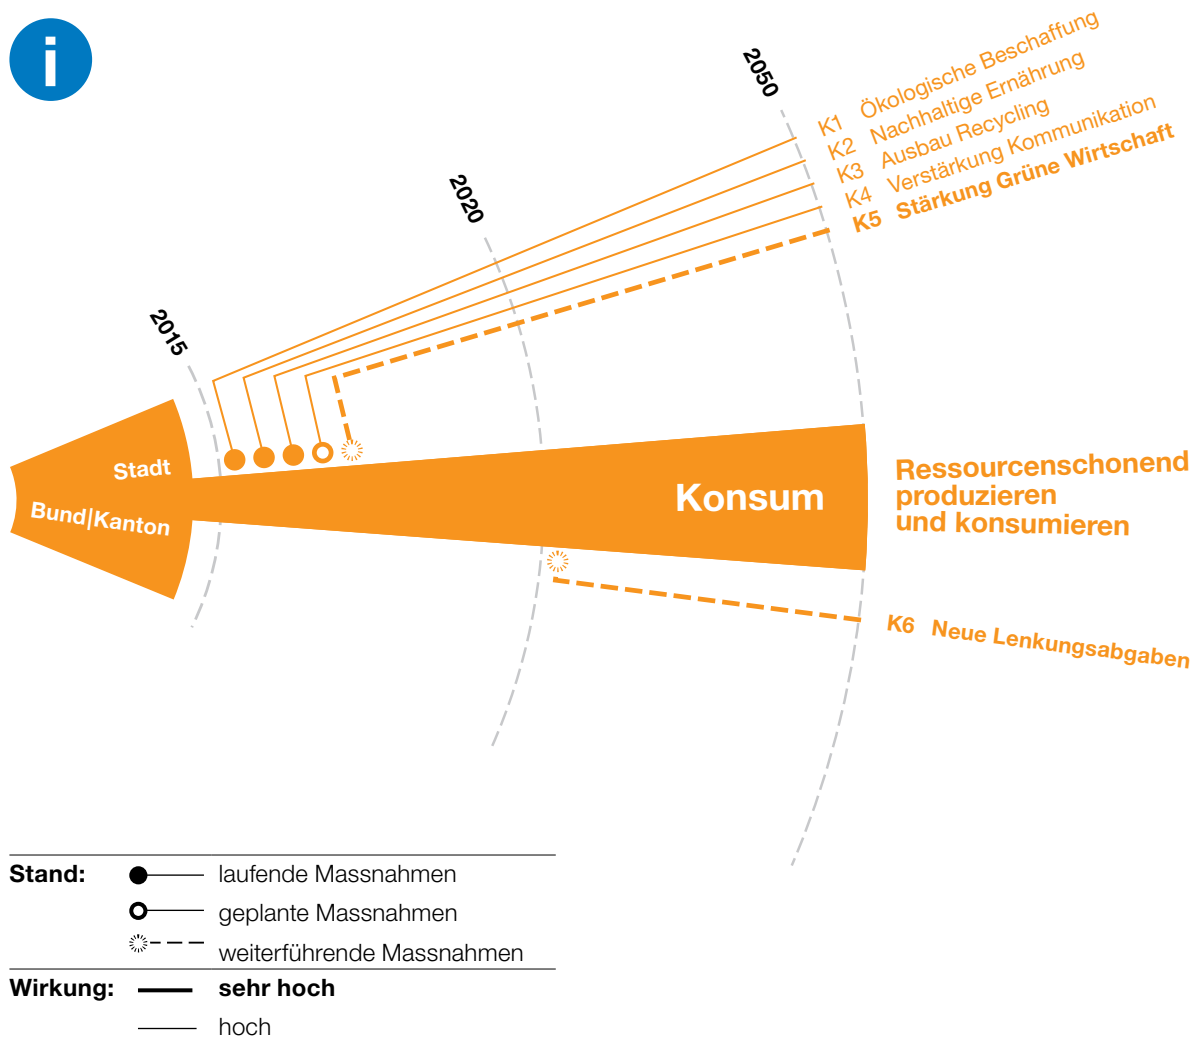 i
2015
2020
2050
K1 Ökologische Beschaffung
K2 Nachhaltige Ernährung
K3 Ausbau Recycling
K4 Verstärkung Kommunikation
K5 Stärkung Grüne Wirtschaft
Stadt
Bund|Kanton
Konsum
Ressourcenschonend
produzieren
und konsumieren
K6 Neue Lenkungsabgaben
Stand:
laufende Massnahmen
geplante Massnahmen
weiterführende Massnahmen
Wirkung:
sehr hoch
hoch